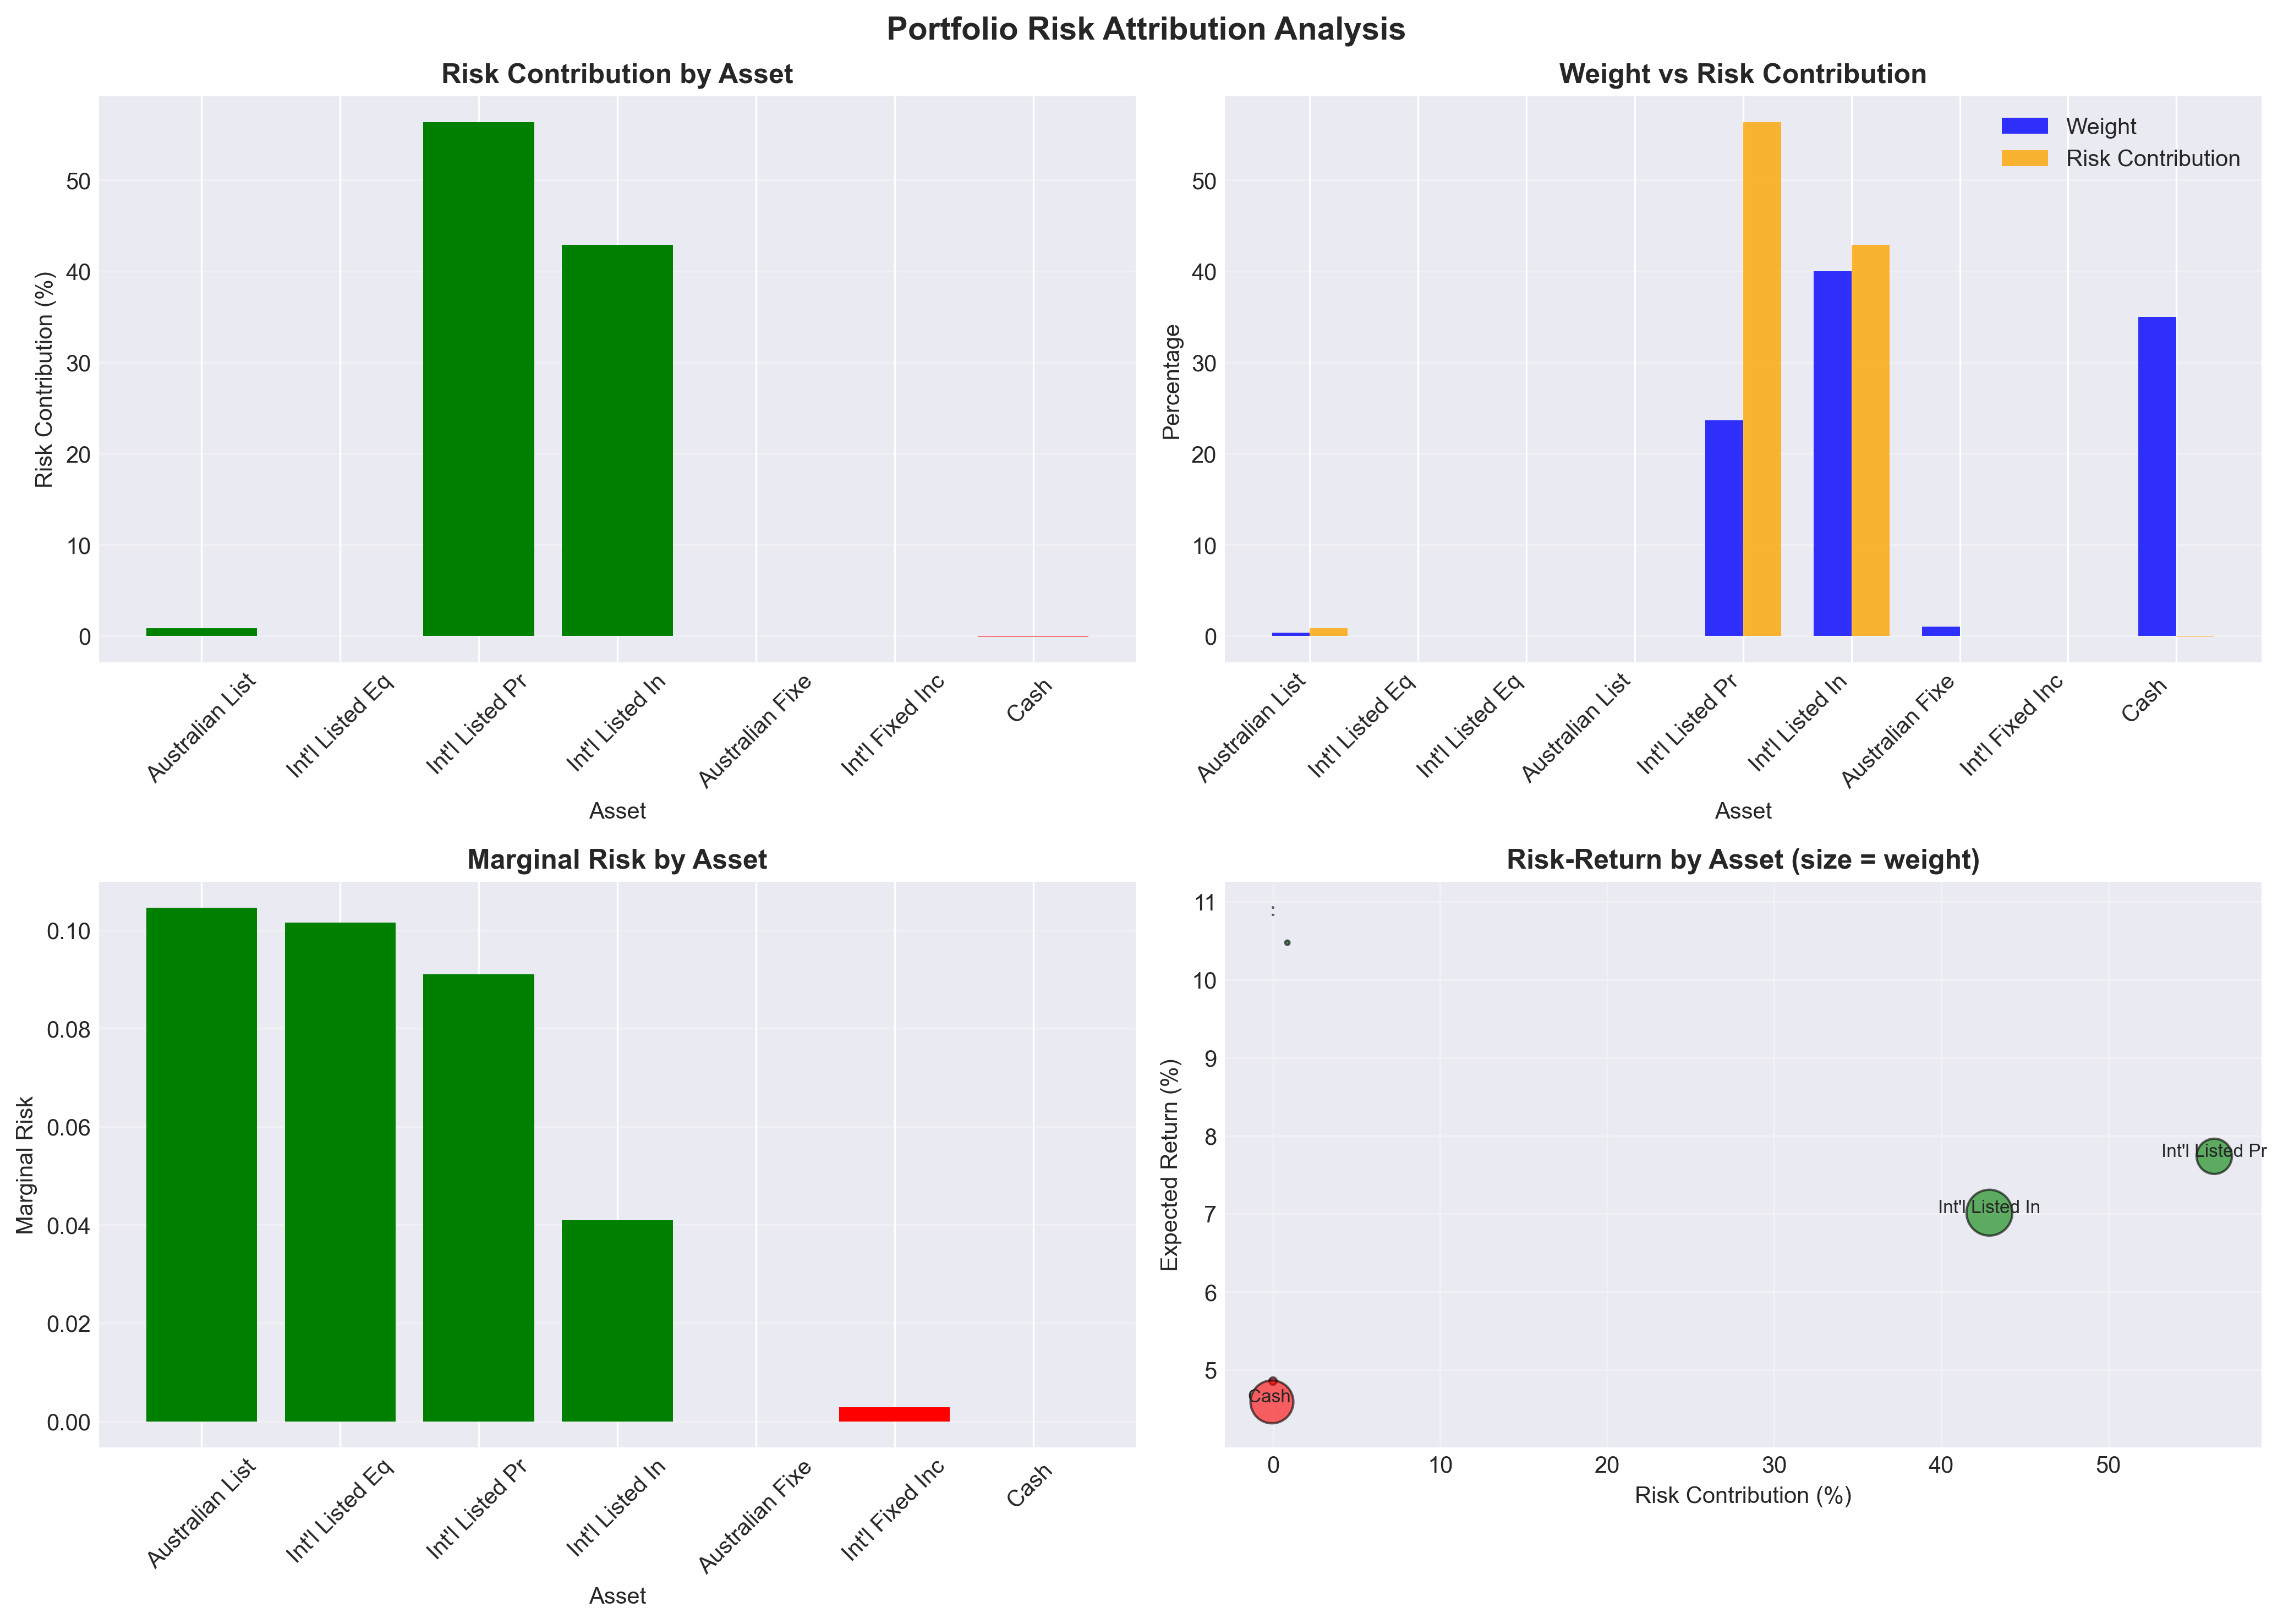 Portfolio Risk Attribution Analysis
Risk Contribution by Asset
Risk Contribution (%)
50
40
30
20
10
0
Australian List
Int'l Listed Eq
Int'l Listed Pr
Int'l Listed In
Australian Fixe
Int'l Fixed Inc
Cash
Asset
Weight vs Risk Contribution
Weight
Risk Contribution
Percentage
50
40
30
20
10
0
Australian List
Int'l Listed Eq
Int'l Listed Eq
Australian List
Int'l Listed Pr
Int'l Listed In
Australian Fixe
Int'l Fixed Inc
Cash
Asset
Marginal Risk by Asset
Marginal Risk
0.10
0.08
0.06
0.04
0.02
0.00
Australian List
Int'l Listed Eq
Int'l Listed Pr
Int'l Listed In
Australian Fixe
Int'l Fixed Inc
Cash
Asset
Risk-Return by Asset (size = weight)
Expected Return (%)
11
10
9
8
7
6
5
Int'l Listed Pr
Int'l Listed In
Cash
0
10
20
30
40
50
Risk Contribution (%)